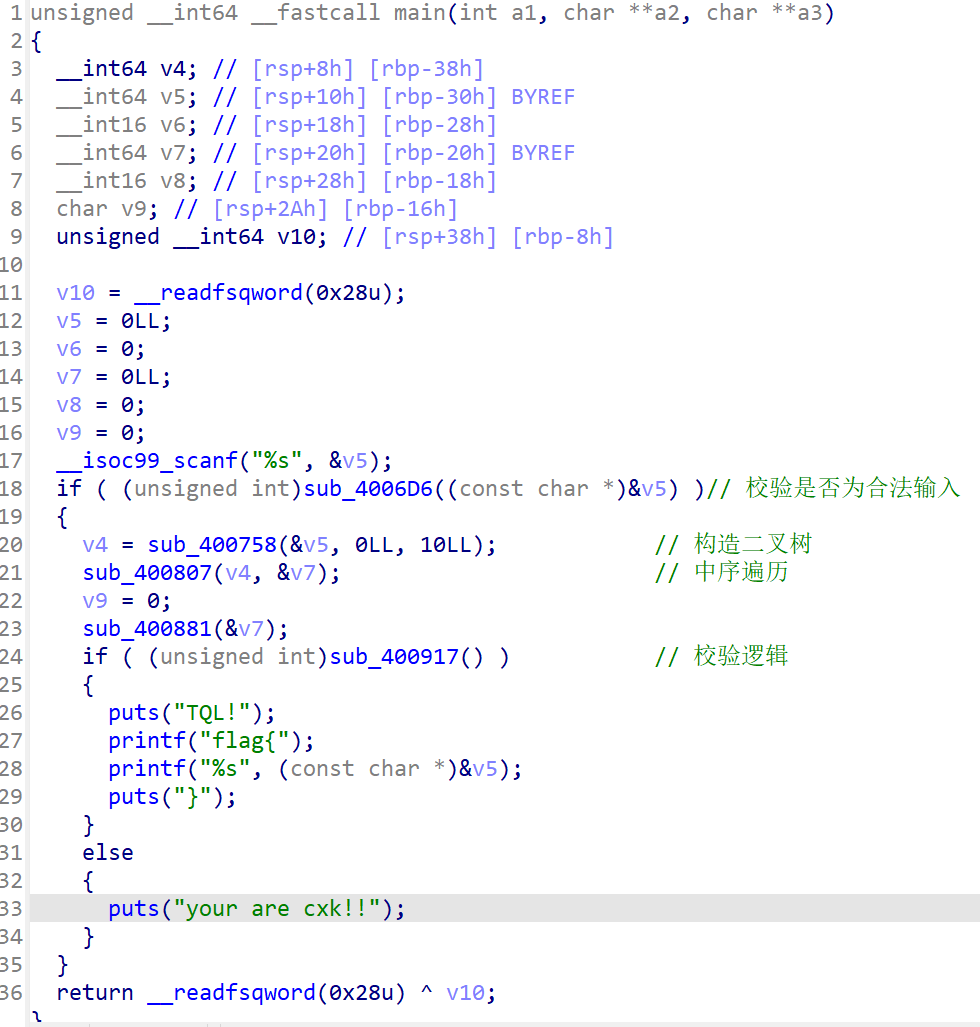 1 unsigned __int64 __fastcall main(int a1, char **a2, char **a3)
2 {
3   __int64 v4; // [rsp+8h] [rbp-38h]
4   __int64 v5; // [rsp+10h] [rbp-30h] BYREF
5   __int16 v6; // [rsp+18h] [rbp-28h]
6   __int64 v7; // [rsp+20h] [rbp-20h] BYREF
7   __int16 v8; // [rsp+28h] [rbp-18h]
8   char v9; // [rsp+2Ah] [rbp-16h]
9   unsigned __int64 v10; // [rsp+38h] [rbp-8h]
10
11   v10 = __readfsqword(0x28u);
12   v5 = 0LL;
13   v6 = 0;
14   v7 = 0LL;
15   v8 = 0;
16   v9 = 0;
17   __isoc99_scanf("%s", &v5);
18   if ( (unsigned int)sub_4006D6((const char *)&v5) )// 校验是否为合法输入
19   {
20     v4 = sub_400758(&v5, 0LL, 10LL);            // 构造二叉树
21     sub_400807(v4, &v7);                        // 中序遍历
22     v9 = 0;
23     sub_400881(&v7);
24     if ( (unsigned int)sub_400917() )           // 校验逻辑
25     {
26       puts("TQL!");
27       printf("flag{");
28       printf("%s", (const char *)&v5);
29       puts("}");
30     }
31     else
32     {
33       puts("your are cxk!!");
34     }
35   }
36   return __readfsqword(0x28u) ^ v10;
}